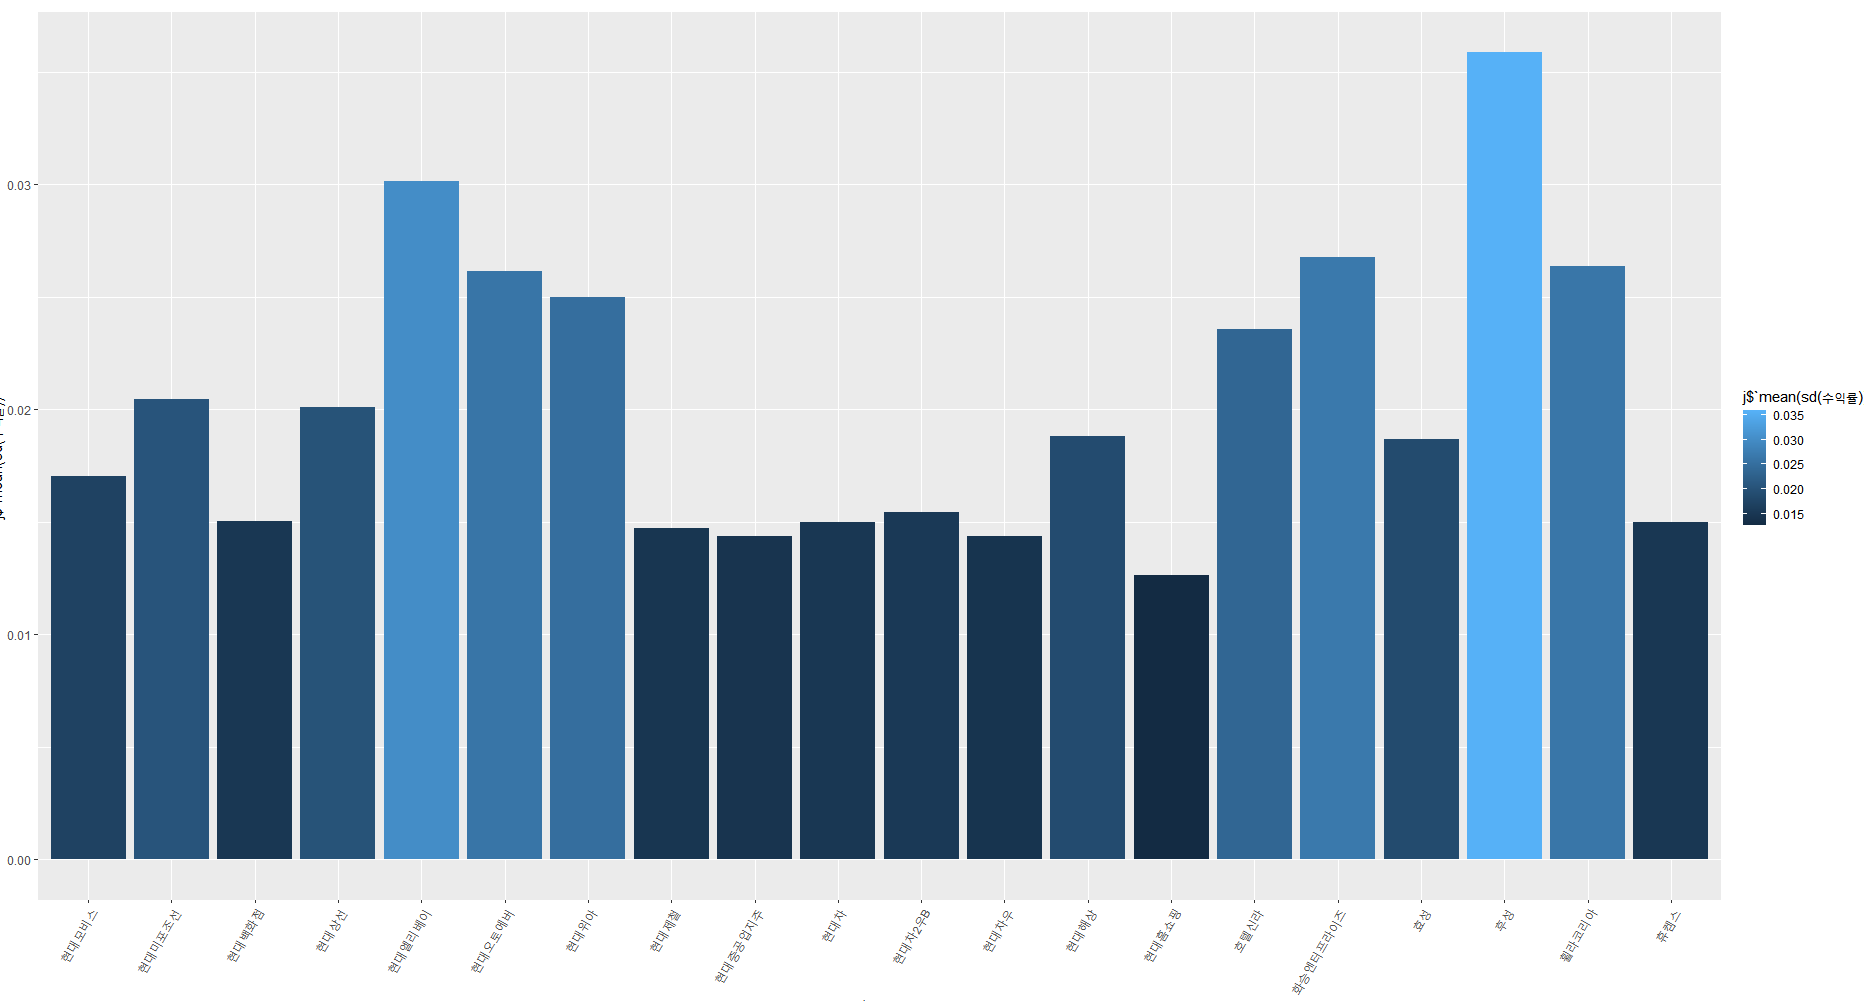 0.03
0.02
0.01
0.00
현대모비스
현대미포조선
현대백화점
현대상선
현대엘리베이
현대오토에버
현대위아
현대제철
현대중공업지주
현대차
현대차2우B
현대차우
현대해상
현대홈쇼핑
호텔신라
화승엔터프라이즈
효성
후성
휠라코리아
휴켐스
j$`mean(sd(수익률)
0.035
0.030
0.025
0.020
0.015